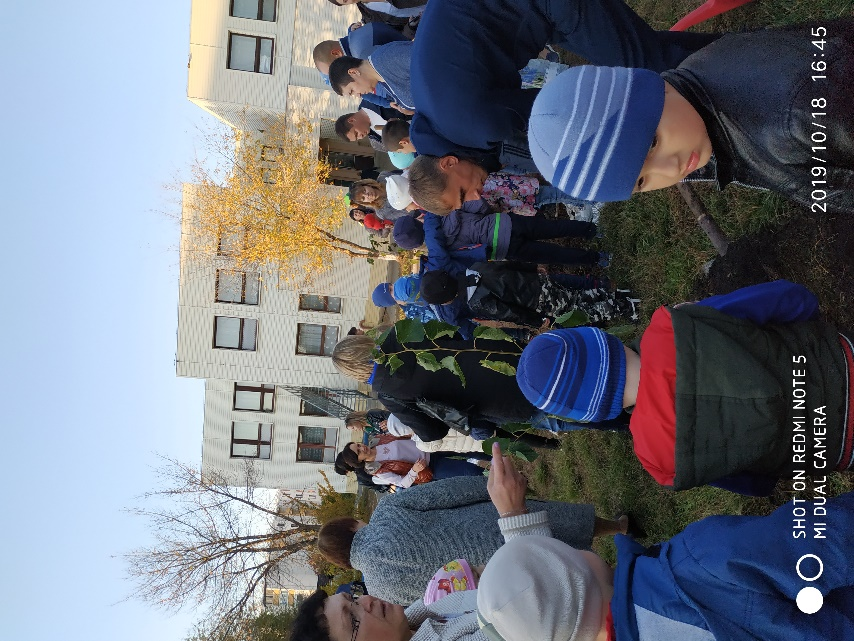 SHOT ON REDMI NOTE 5
MI DUAL CAMERA
2019/10/18 16:45